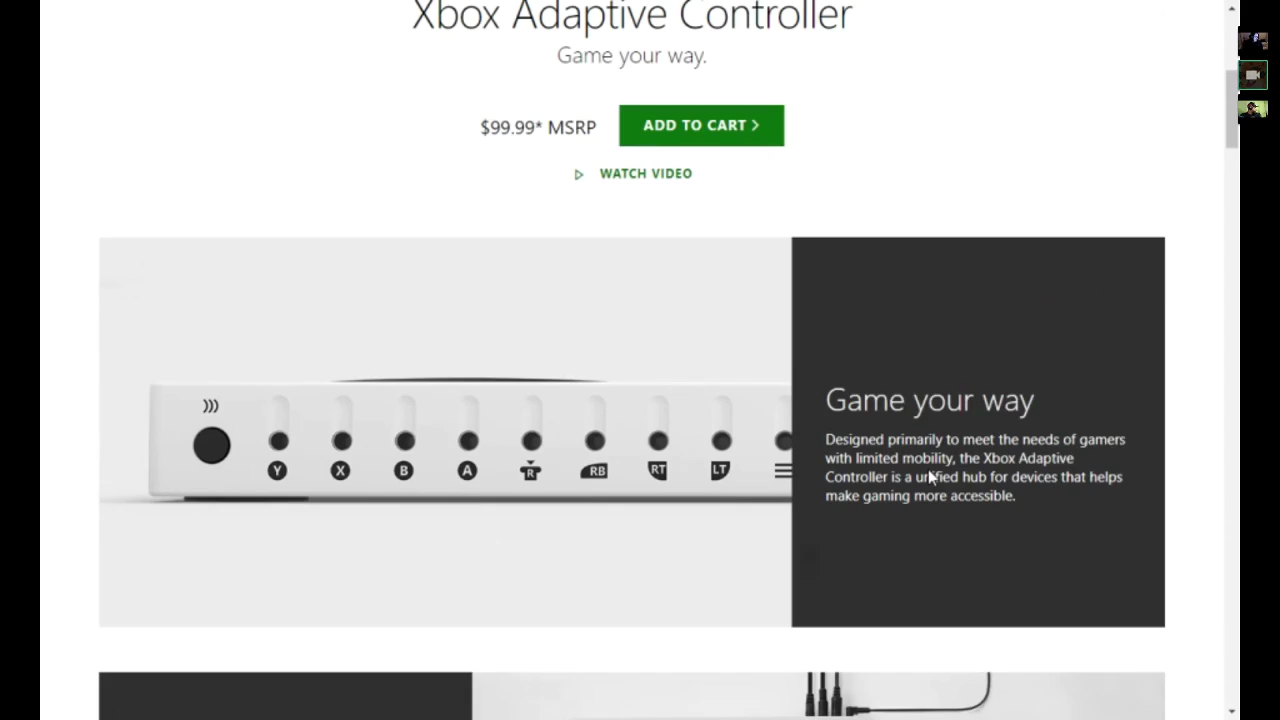 Xbox Adaptive Controller
Game your way.
$99.99* MSRP
ADD TO CART
WATCH VIDEO
Y X B A R RB RT LT
Game your way
Designed primarily to meet the needs of gamers
with limited mobility, the Xbox Adaptive
Controller is a unified hub for devices that helps
make gaming more accessible.